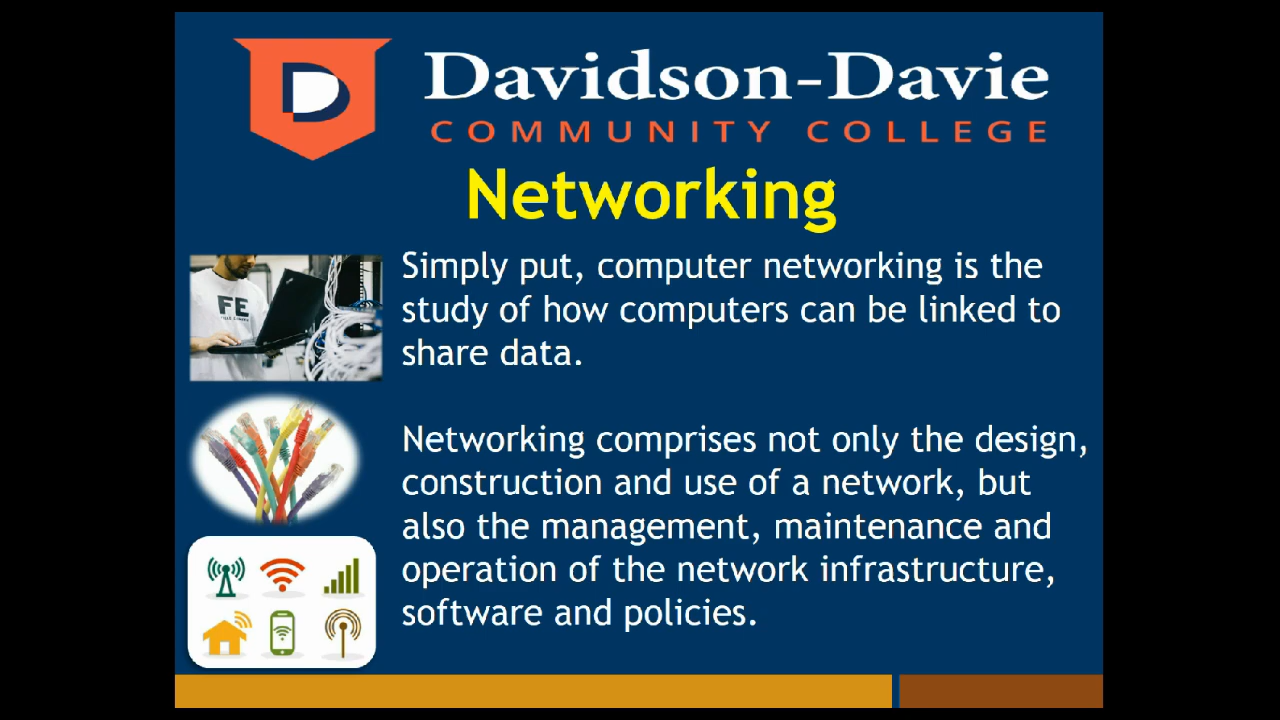 D
Davidson-Davie
COMMUNITY COLLEGE
Networking
Simply put, computer networking is the
study of how computers can be linked to
share data.
FE
Networking comprises not only the design,
construction and use of a network, but
also the management, maintenance and
operation of the network infrastructure,
software and policies.